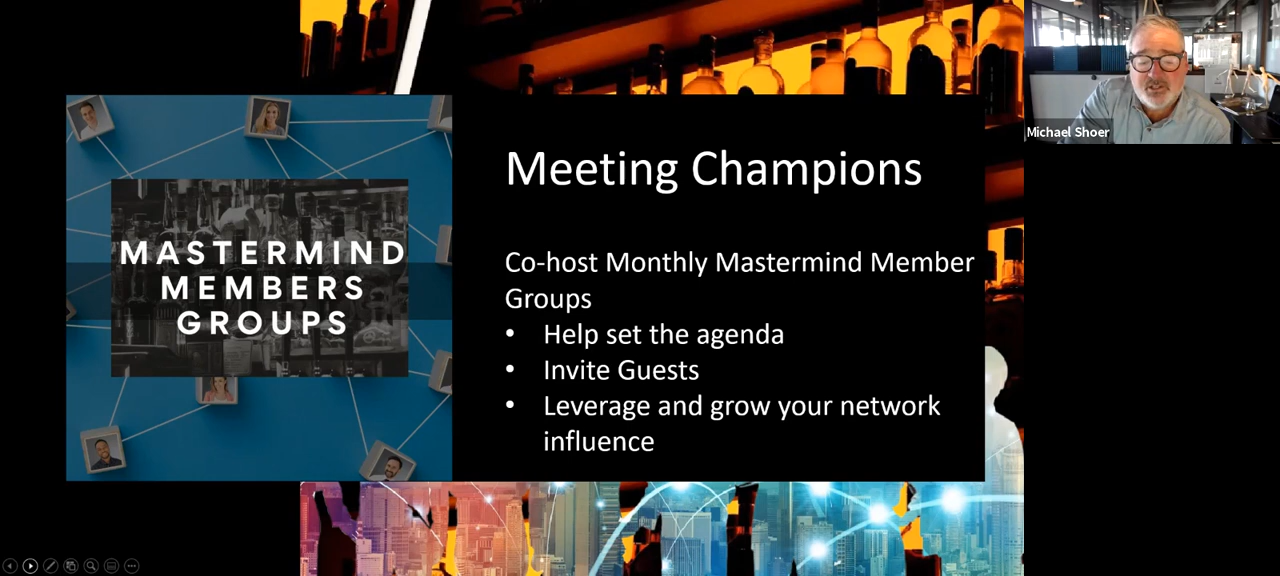 MASTERMIND
MEMBERS
GROUPS
Meeting Champions
Co-host Monthly Mastermind Member
Groups
• Help set the agenda
• Invite Guests
• Leverage and grow your network
influence
Michael Shoer